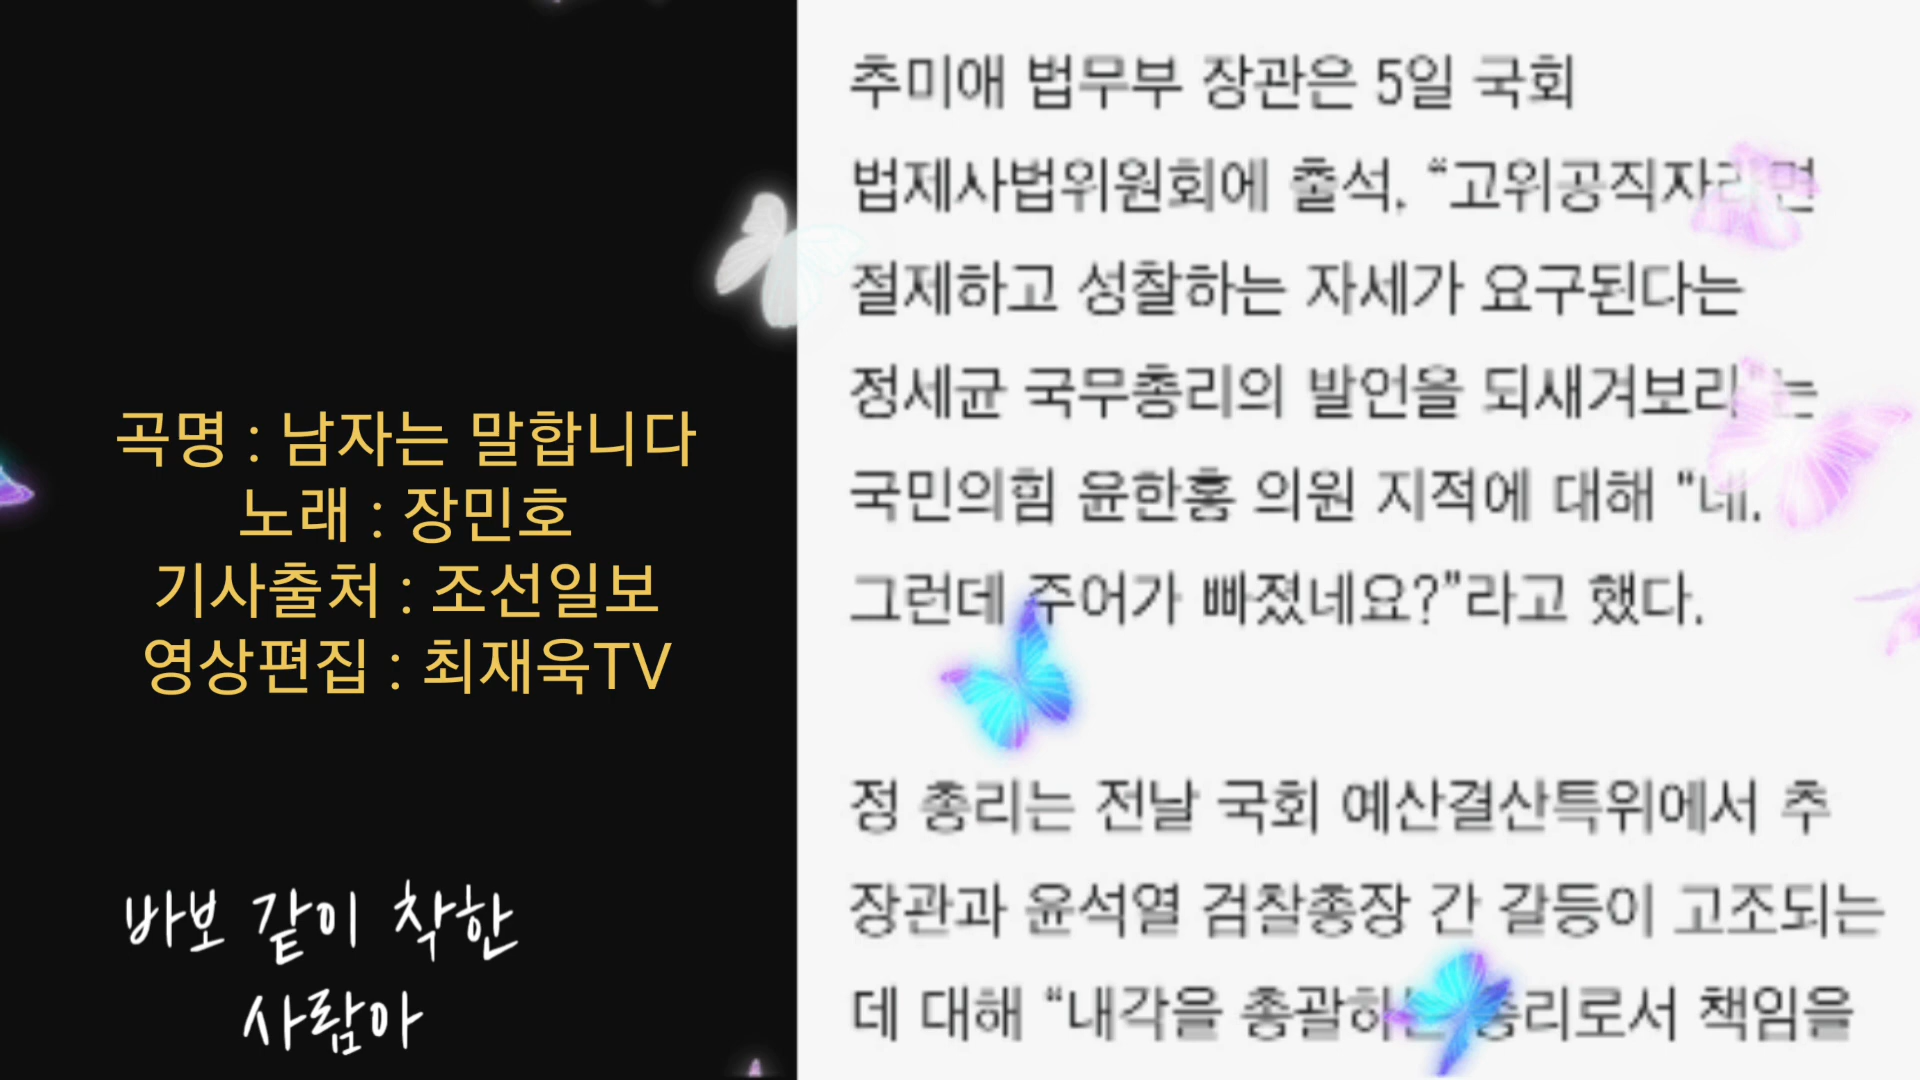 곡명 : 남자는 말합니다
노래 : 장민호
기사출처 : 조선일보
영상편집 : 최재욱TV
바보 같이 착한
사람아
추미애 법무부 장관은 5일 국회
법제사법위원회에 출석, “고위공직자라면
절제하고 성찰하는 자세가 요구된다는
정세균 국무총리의 발언을 되새겨보라”는
국민의힘 윤한홍 의원 지적에 대해 “네.
그런데 주어가 빠졌네요?”라고 했다.
정 총리는 전날 국회 예산결산특위에서 추
장관과 윤석열 검찰총장 간 갈등이 고조되는
데 대해 “내각을 총괄하는 총리로서 책임을